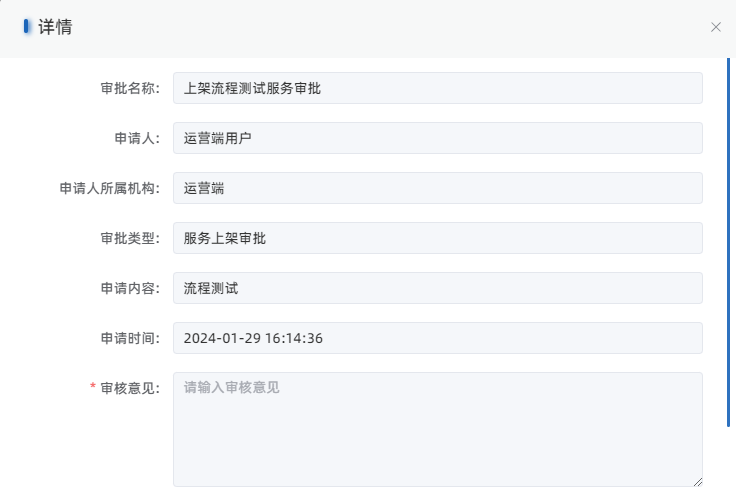 详情
审批名称: 上架流程测试服务审批
申请人: 运营端用户
申请人所属机构: 运营端
审批类型: 服务上架审批
申请内容: 流程测试
申请时间: 2024-01-29 16:14:36
* 审核意见: 请输入审核意见